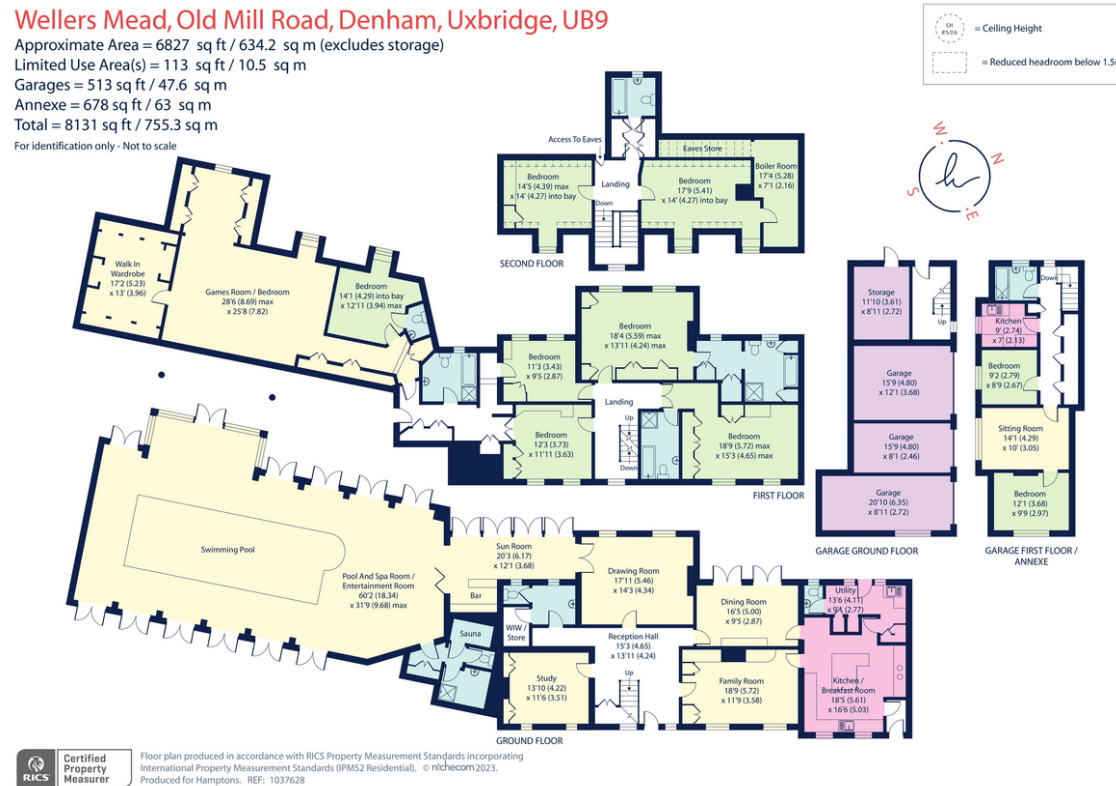 Wellers Mead, Old Mill Road, Denham, Uxbridge, UB9
Approximate Area = 6827 sq ft / 634.2 sq m (excludes storage)
Limited Use Area(s) = 113 sq ft / 10.5 sq m
Garages = 513 sq ft / 47.6 sq m
Annexe = 678 sq ft / 63 sq m
Total = 8131 sq ft / 755.3 sq m
For identification only - Not to scale
CH
= Ceiling Height
= Reduced headroom below 1.5
W
N
S
E
h
Access To Eaves
Eaves Store
Bedroom
14'5 (4.39) max
x 14' (4.27) into bay
Landing
Down
Bedroom
17'9 (5.41)
x 14' (4.27) into bay
Boiler Room
17'4 (5.28)
x 7'1 (2.16)
SECOND FLOOR
Walk In
Wardrobe
17'2 (5.23)
x 13' (3.96)
Games Room / Bedroom
28'6 (8.69) max
x 25'8 (7.82)
Bedroom
14'1 (4.29) into bay
x 12'11 (3.94) max
Bedroom
11'3 (3.43)
x 9'5 (2.87)
Bedroom
18'4 (5.59) max
x 13'11 (4.24) max
Landing
Up
Down
Bedroom
12'3 (3.73)
x 11'11 (3.63)
Bedroom
18'9 (5.72) max
x 15'3 (4.65) max
FIRST FLOOR
Storage
11'10 (3.61)
x 8'11 (2.72)
Up
Garage
15'9 (4.80)
x 12'1 (3.68)
Garage
15'9 (4.80)
x 8'1 (2.46)
Garage
20'10 (6.35)
x 8'11 (2.72)
GARAGE GROUND FLOOR
Down
Kitchen
9' (2.74)
x 7' (2.13)
Bedroom
9'2 (2.79)
x 8'9 (2.67)
Sitting Room
14'1 (4.29)
x 10' (3.05)
Bedroom
12'1 (3.68)
x 9'9 (2.97)
GARAGE FIRST FLOOR /
ANNEXE
Swimming Pool
Pool And Spa Room /
Entertainment Room
60'2 (18.34)
x 31'9 (9.68) max
Sun Room
20'3 (6.17)
x 12'1 (3.68)
Bar
Drawing Room
17'11 (5.46)
x 14'3 (4.34)
Dining Room
16'5 (5.00)
x 9'5 (2.87)
Utility
13'6 (4.11)
x 9'1 (2.77)
WIW /
Store
Sauna
Reception Hall
15'3 (4.65)
x 13'11 (4.24)
Up
Study
13'10 (4.22)
x 11'6 (3.51)
Family Room
18'9 (5.72)
x 11'9 (3.58)
Kitchen /
Breakfast Room
18'5 (5.61)
x 16'6 (5.03)
GROUND FLOOR
RICS
Certified
Property
Measurer
Floor plan produced in accordance with RICS Property Measurement Standards incorporating
International Property Measurement Standards (IPMS2 Residential). © nichecom 2023.
Produced for Hamptons. REF: 1037628